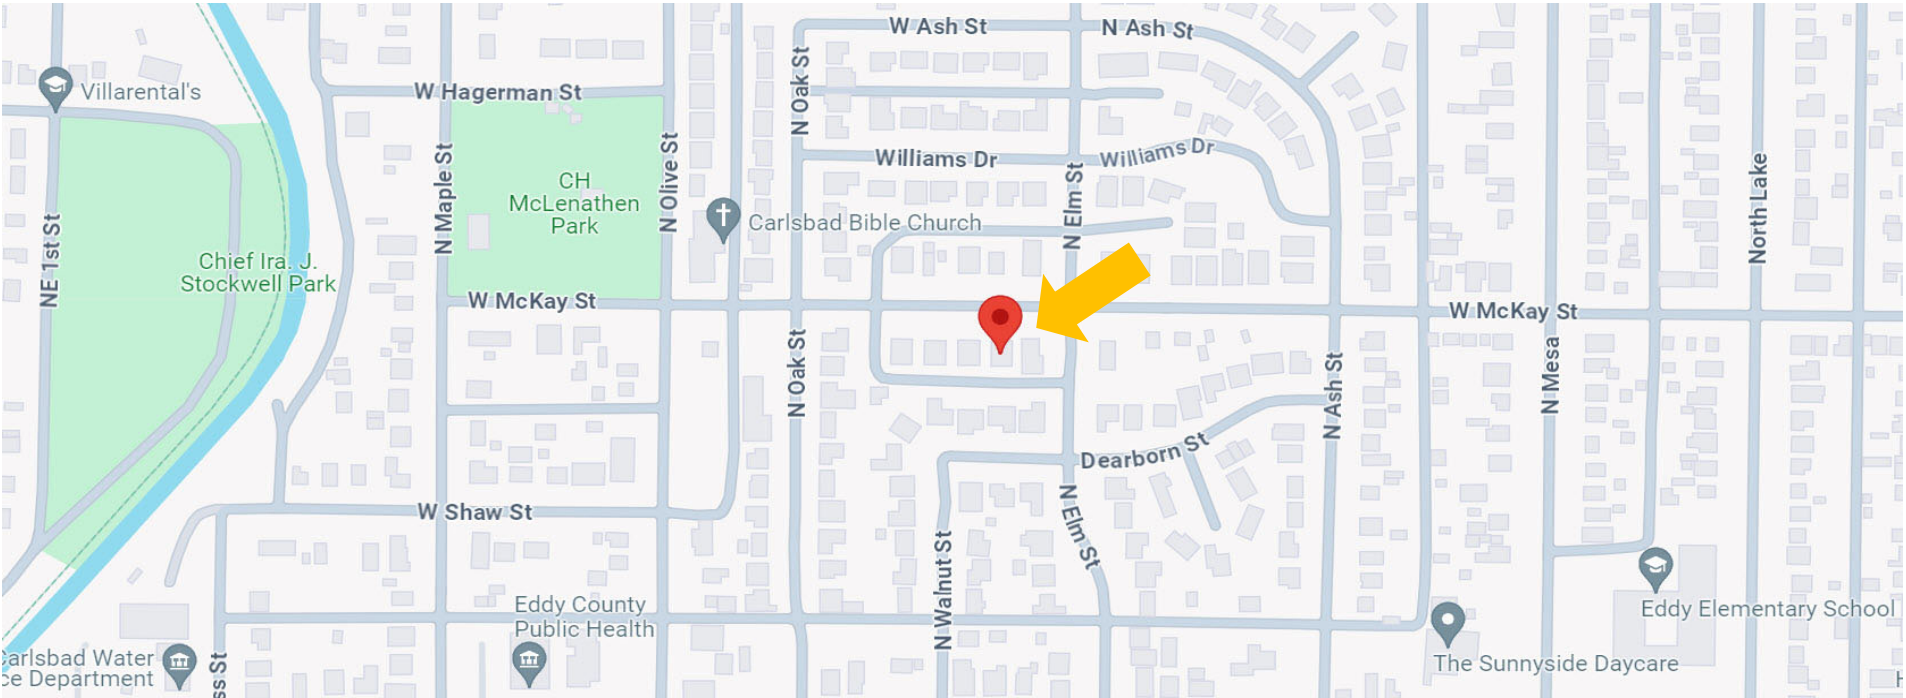 W Ash St
N Ash St
Villarental's
W Hagerman St
N Oak St
Williams Dr
Williams Dr
N Maple St
N Olive St
CH
McLenathen
Park
N Elm St
North Lake
Carlsbad Bible Church
NE 1st St
Chief Ira. J.
Stockwell Park
W McKay St
W McKay St
N Oak St
N Mesa
N Ash St
Dearborn St
W Shaw St
N Elm St
N Walnut St
Eddy County
Public Health
Eddy Elementary School
The Sunnyside Daycare
Carlsbad Water
ce Department
ss St